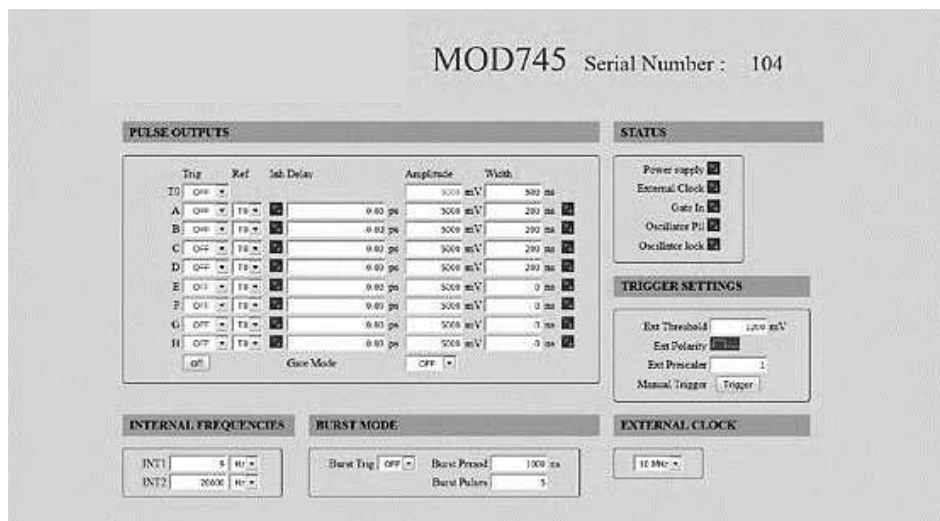 MOD745 Serial Number : 104
PULSE OUTPUTS
Trig Ref Inh Delay Amplitude Width
T0 OFF 5000 mV 500 ns
A OFF T0 0.00 ps 5000 mV 200 ns
B OFF T0 0.00 ps 5000 mV 200 ns
C OFF T0 0.00 ps 5000 mV 200 ns
D OFF T0 0.00 ps 5000 mV 200 ns
E OFF T0 0.00 ps 5000 mV 0 ns
F OFF T0 0.00 ps 5000 mV 0 ns
G OFF T0 0.00 ps 5000 mV 0 ns
H OFF T0 0.00 ps 5000 mV 0 ns
off Gate Mode OFF
STATUS
Power supply
External Clock
Gate In
Oscillator Pll
Oscillator lock
TRIGGER SETTINGS
Ext Threshold 1200 mV
Ext Polarity
Ext Prescaler 1
Manual Trigger Trigger
INTERNAL FREQUENCIES
INT1 Hz
INT2 20000 Hz
BURST MODE
Burst Trig OFF Burst Period 1000 ns
Burst Pulses 5
EXTERNAL CLOCK
10 MHz